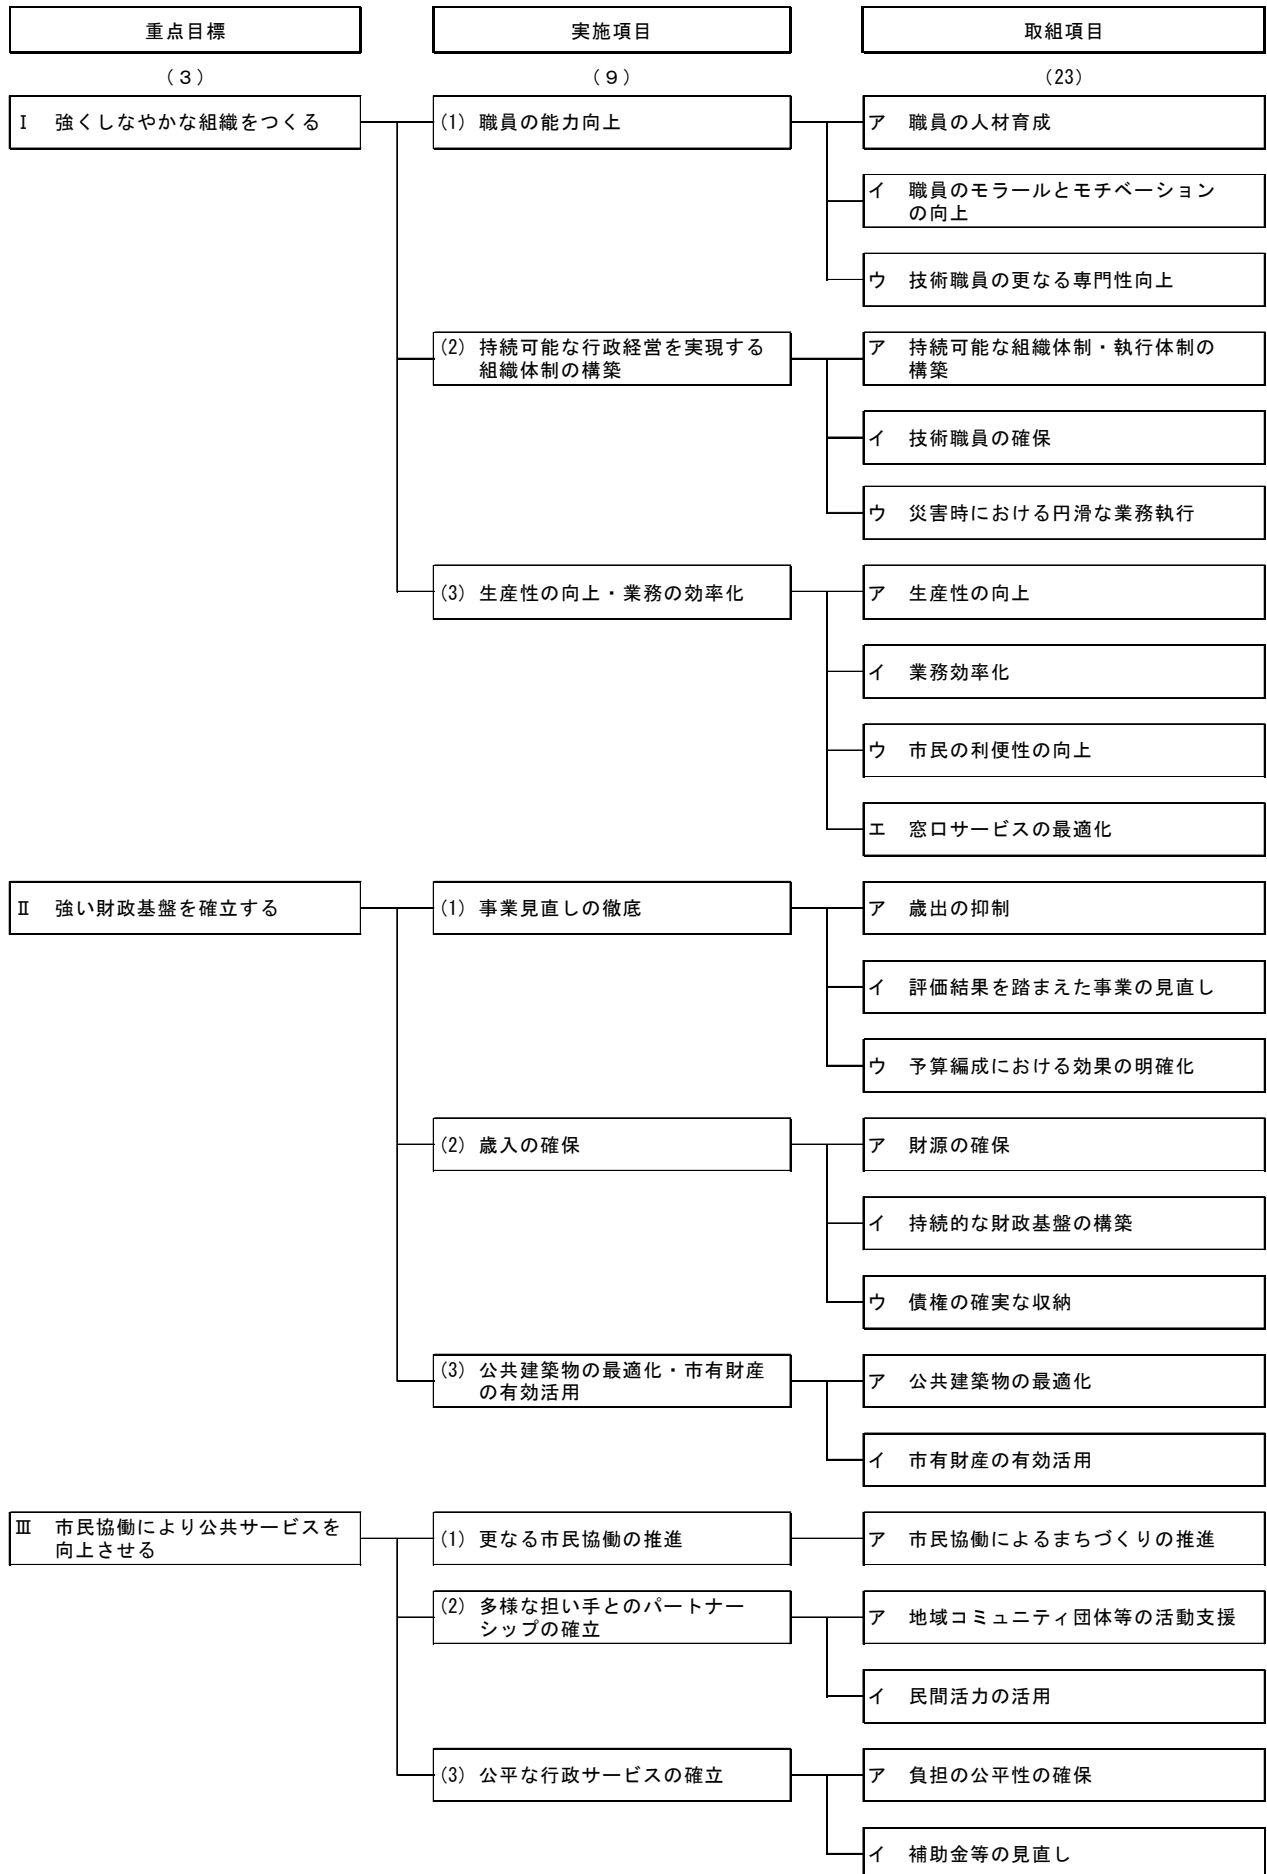 重点目標
実施項目
取組項目
(3)
(9)
(23)
Ⅰ 強くしなやかな組織をつくる
(1) 職員の能力向上
ア 職員の人材育成
イ 職員のモラールとモチベーション
の向上
ウ 技術職員の更なる専門性向上
(2) 持続可能な行政経営を実現する
組織体制の構築
ア 持続可能な組織体制・執行体制の
構築
イ 技術職員の確保
ウ 災害時における円滑な業務執行
(3) 生産性の向上・業務の効率化
ア 生産性の向上
イ 業務効率化
ウ 市民の利便性の向上
エ 窓口サービスの最適化
Ⅱ 強い財政基盤を確立する
(1) 事業見直しの徹底
ア 歳出の抑制
イ 評価結果を踏まえた事業の見直し
ウ 予算編成における効果の明確化
(2) 歳入の確保
ア 財源の確保
イ 持続的な財政基盤の構築
ウ 債権の確実な収納
(3) 公共建築物の最適化・市有財産
の有効活用
ア 公共建築物の最適化
イ 市有財産の有効活用
Ⅲ 市民協働により公共サービスを
向上させる
(1) 更なる市民協働の推進
ア 市民協働によるまちづくりの推進
(2) 多様な担い手とのパートナー
シップの確立
ア 地域コミュニティ団体等の活動支援
イ 民間活力の活用
(3) 公平な行政サービスの確立
ア 負担の公平性の確保
イ 補助金等の見直し